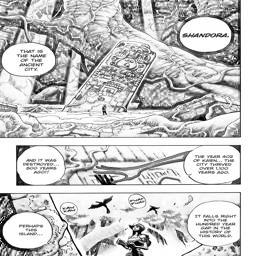 SHANDORA.
THAT IS
THE NAME
OF THE
ANCIENT
CITY.
THE YEAR 402
OF KAEN... THE
CITY THRIVED
OVER 1,100
YEARS AGO.
AND IT WAS
DESTROYED...
800 YEARS
AGO!!
IT FALLS RIGHT
INTO THE
HUNDRED YEAR
GAP IN THE
HISTORY OF
THIS WORLD.
PERHAPS
THIS
ISLAND...